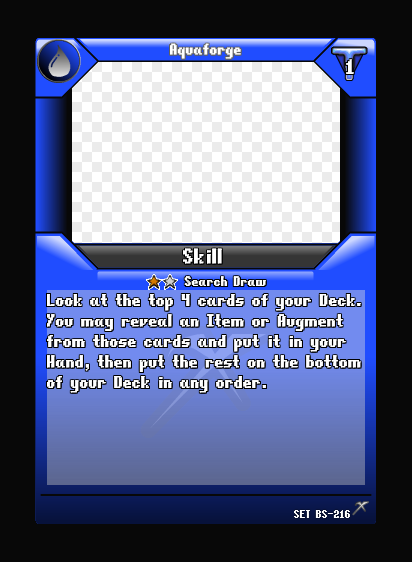 Aquaforge
1
Skill
Search Draw
Look at the top 4 cards of your Deck.
You may reveal an Item or Augment
from those cards and put it in your
Hand, then put the rest on the bottom
of your Deck in any order.
SET BS-216